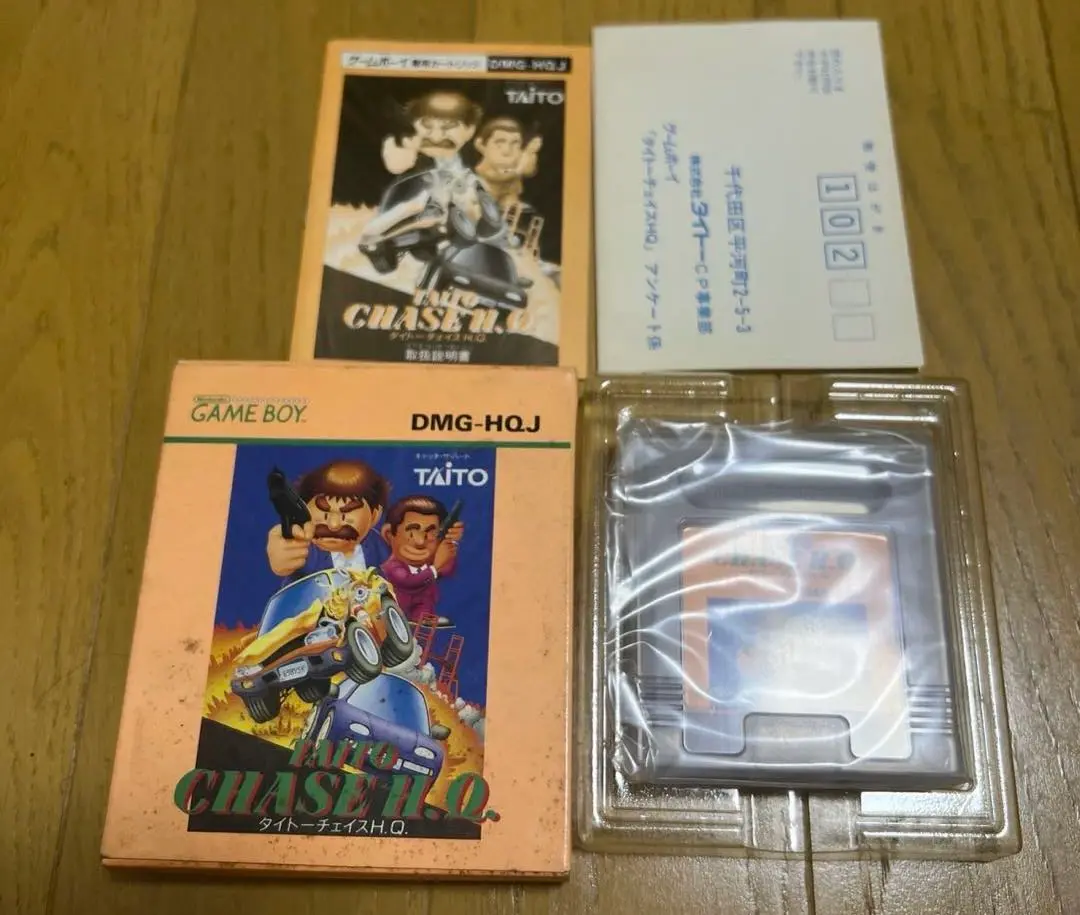 ゲームボーイ 専用カートリッジ DMG-HQJ
TAITO
TAITO
CHASE H.Q.
タイトーチェイスH.Q.
取扱説明書
102
千代田区平河町2-5-3
株式会社タイトーCP事業部
ゲームボーイ
「タイトーチェイスHQ」アンケート係
Nintendo
GAME BOY
DMG-HQJ
TAITO
TAITO
CHASE H.Q.
タイトーチェイスH.Q.
CHASE H.Q.